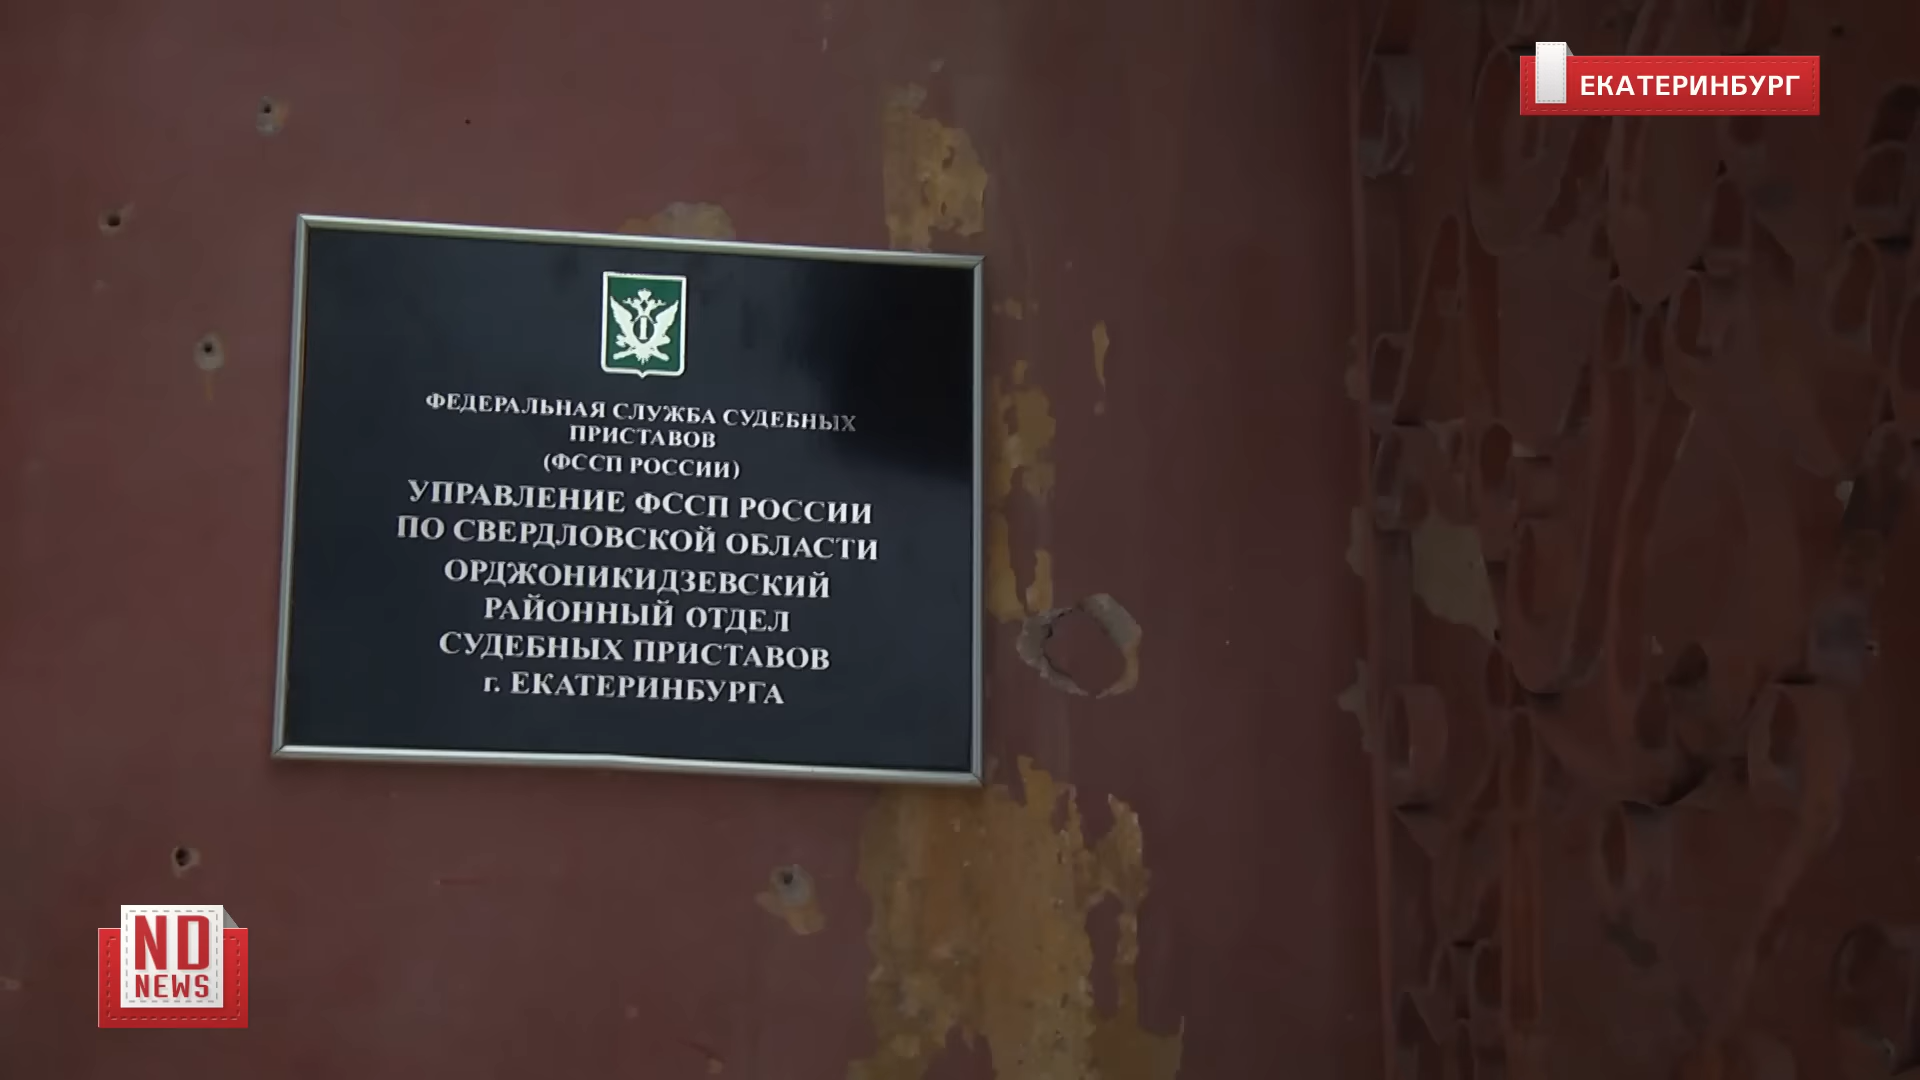 ЕКАТЕРИНБУРГ
ФЕДЕРАЛЬНАЯ СЛУЖБА СУДЕБНЫХ
ПРИСТАВОВ
(ФССП РОССИИ)
УПРАВЛЕНИЕ ФССП РОССИИ
ПО СВЕРДЛОВСКОЙ ОБЛАСТИ
ОРДЖОНИКИДЗЕВСКИЙ
РАЙОННЫЙ ОТДЕЛ
СУДЕБНЫХ ПРИСТАВОВ
г. ЕКАТЕРИНБУРГА
ND
NEWS